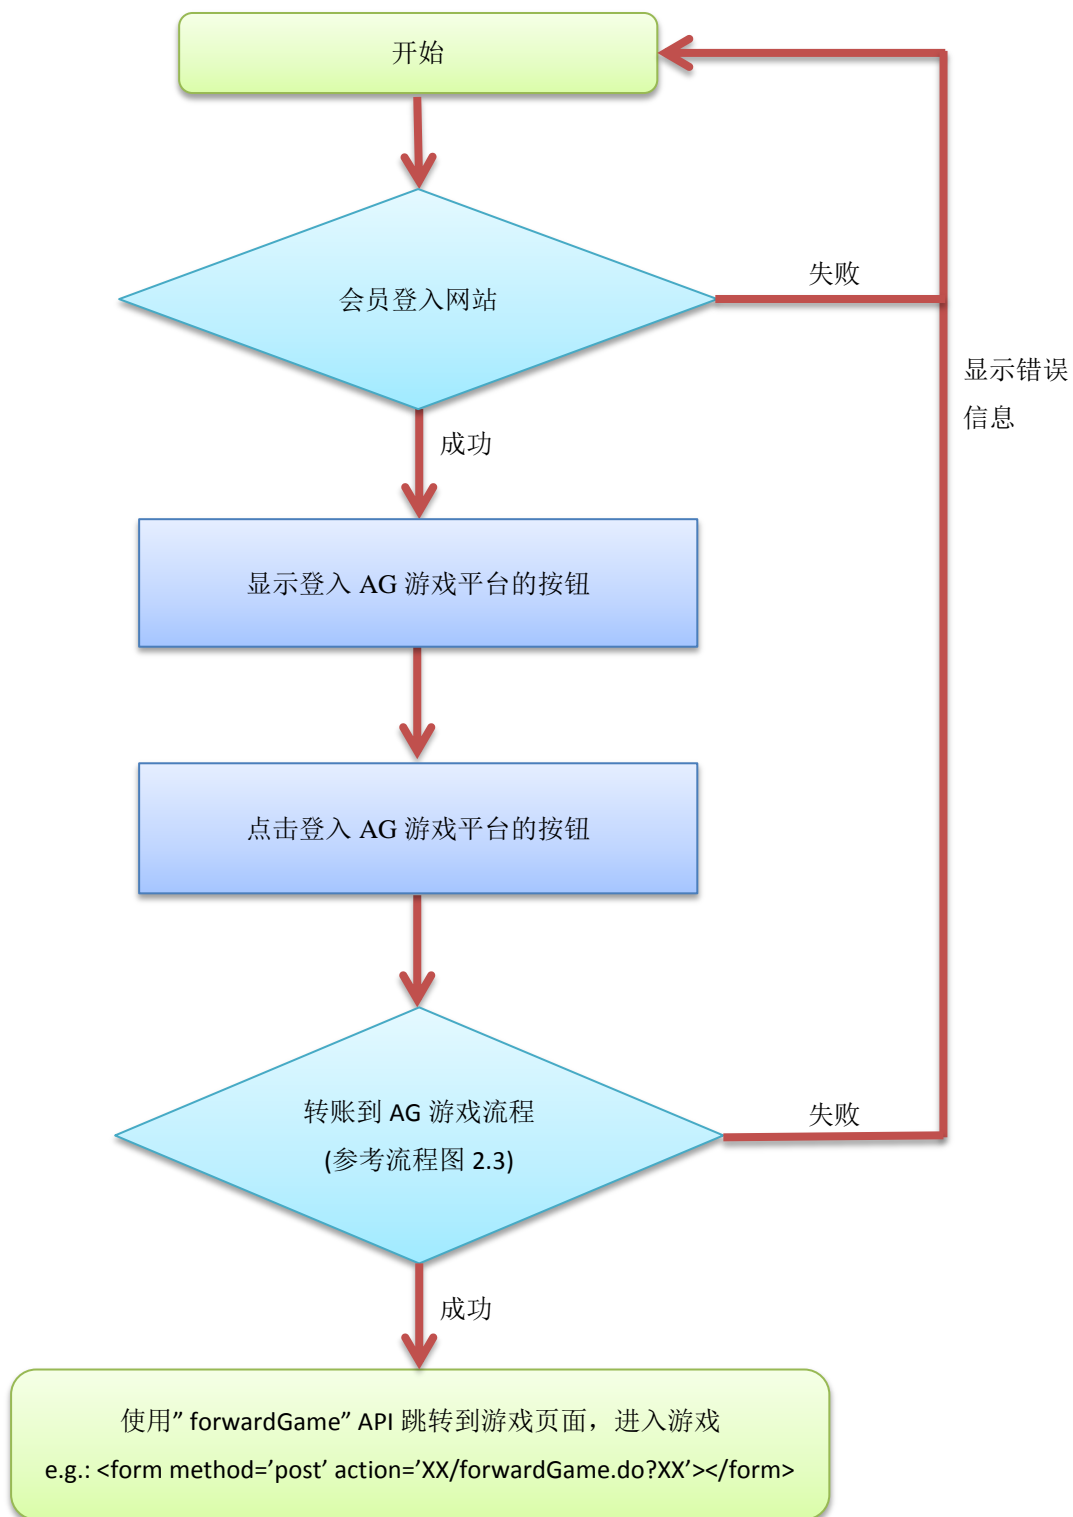 开始
会员登入网站
失败
显示错误
信息
成功
显示登入 AG 游戏平台的按钮
点击登入 AG 游戏平台的按钮
转账到 AG 游戏流程
(参考流程图 2.3)
失败
成功
使用” forwardGame” API 跳转到游戏页面，进入游戏
e.g.: <form method=’post’ action=’XX/forwardGame.do?XX’></form>